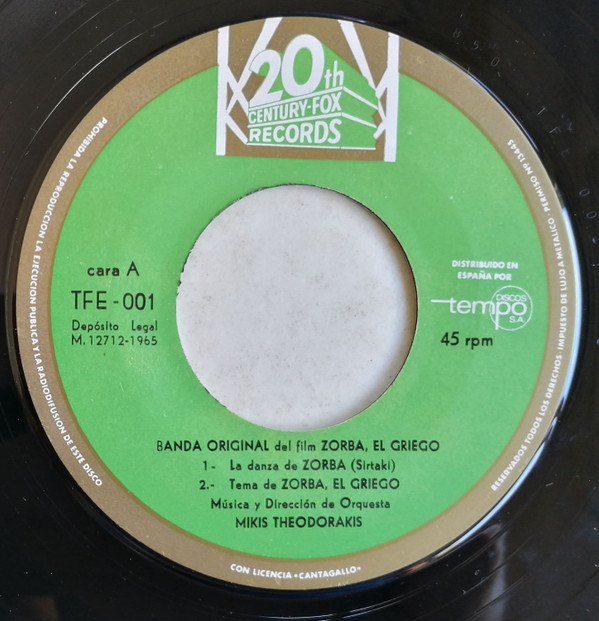 20th
CENTURY-FOX
RECORDS
PROHIBIDA LA REPRODUCCION LA EJECUCION PUBLICA Y LA RADIODIFUSION DE ESTE DISCO
RESERVADOS TODOS LOS DERECHOS · IMPUESTO DE LUJO A METALICO · PERMISO Nº 13445
cara A
TFE - 001
Depósito Legal
M. 12712-1965
DISTRIBUIDO EN
ESPAÑA POR
DISCOS
tempo
S.A.
45 rpm
BANDA ORIGINAL del film ZORBA, EL GRIEGO
1- La danza de ZORBA (Sirtaki)
2.- Tema de ZORBA, EL GRIEGO
Música y Dirección de Orquesta
MIKIS THEODORAKIS
CON LICENCIA «CANTAGALLO»